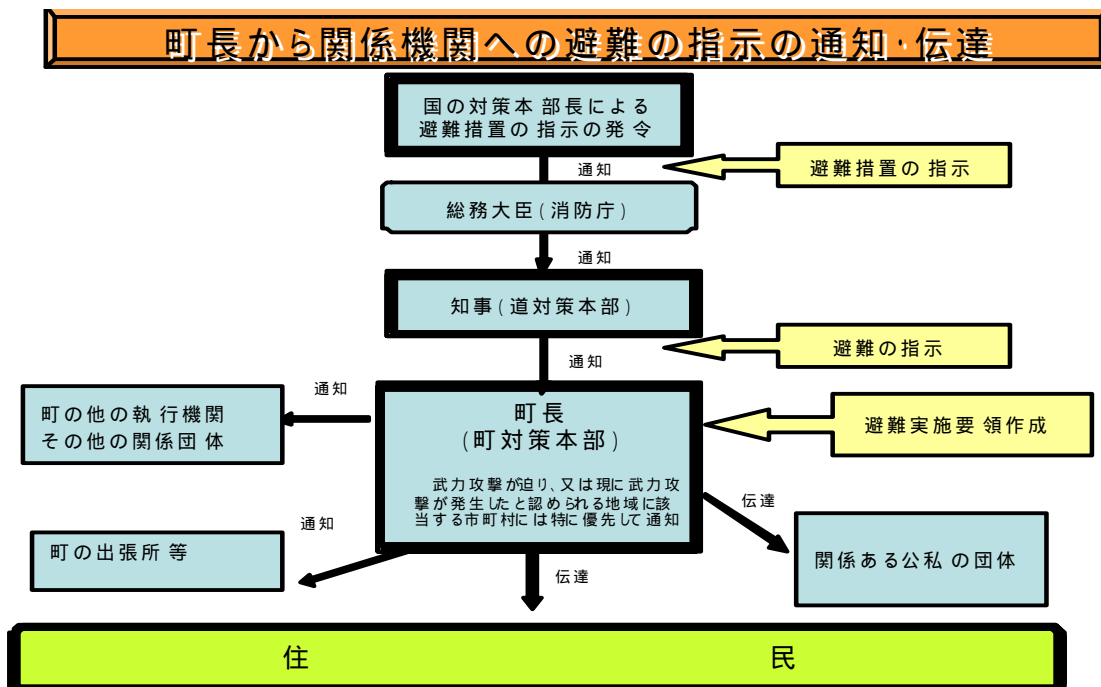 町長から関係機関への避難の指示の通知・伝達
国の対策本部長による
避難措置の指示の発令
通知
避難措置の指示
総務大臣(消防庁)
通知
知事(道対策本部)
通知
避難の指示
町の他の執行機関
その他の関係団体
通知
町長
(町対策本部)
武力攻撃が迫り、又は現に武力攻
撃が発生したと認められる地域に該
当する市町村には特に優先して通知
避難実施要領作成
町の出張所等
通知
伝達
関係ある公私の団体
伝達
住民